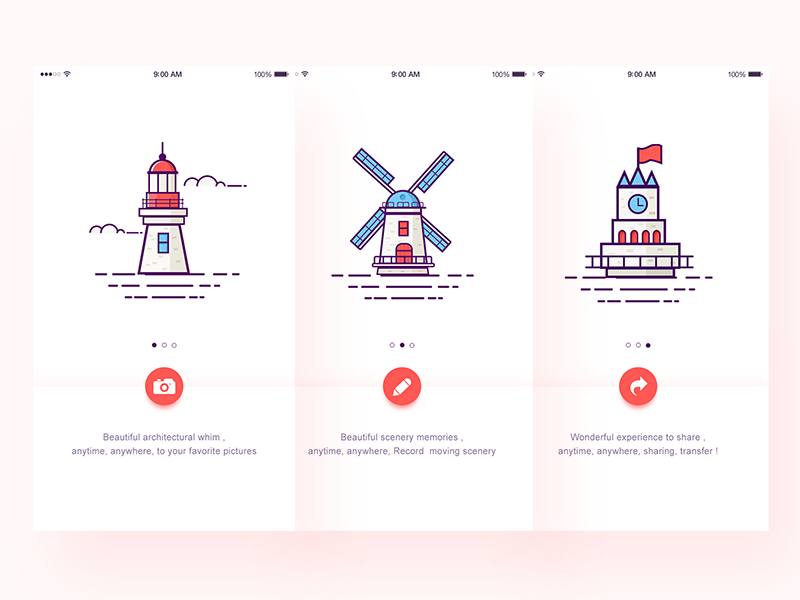 9:00 AM
100%
9:00 AM
100%
9:00 AM
100%
Beautiful architectural whim ,
anytime, anywhere, to your favorite pictures
Beautiful scenery memories ,
anytime, anywhere, Record  moving scenery
Wonderful experience to share ,
anytime, anywhere, sharing, transfer !